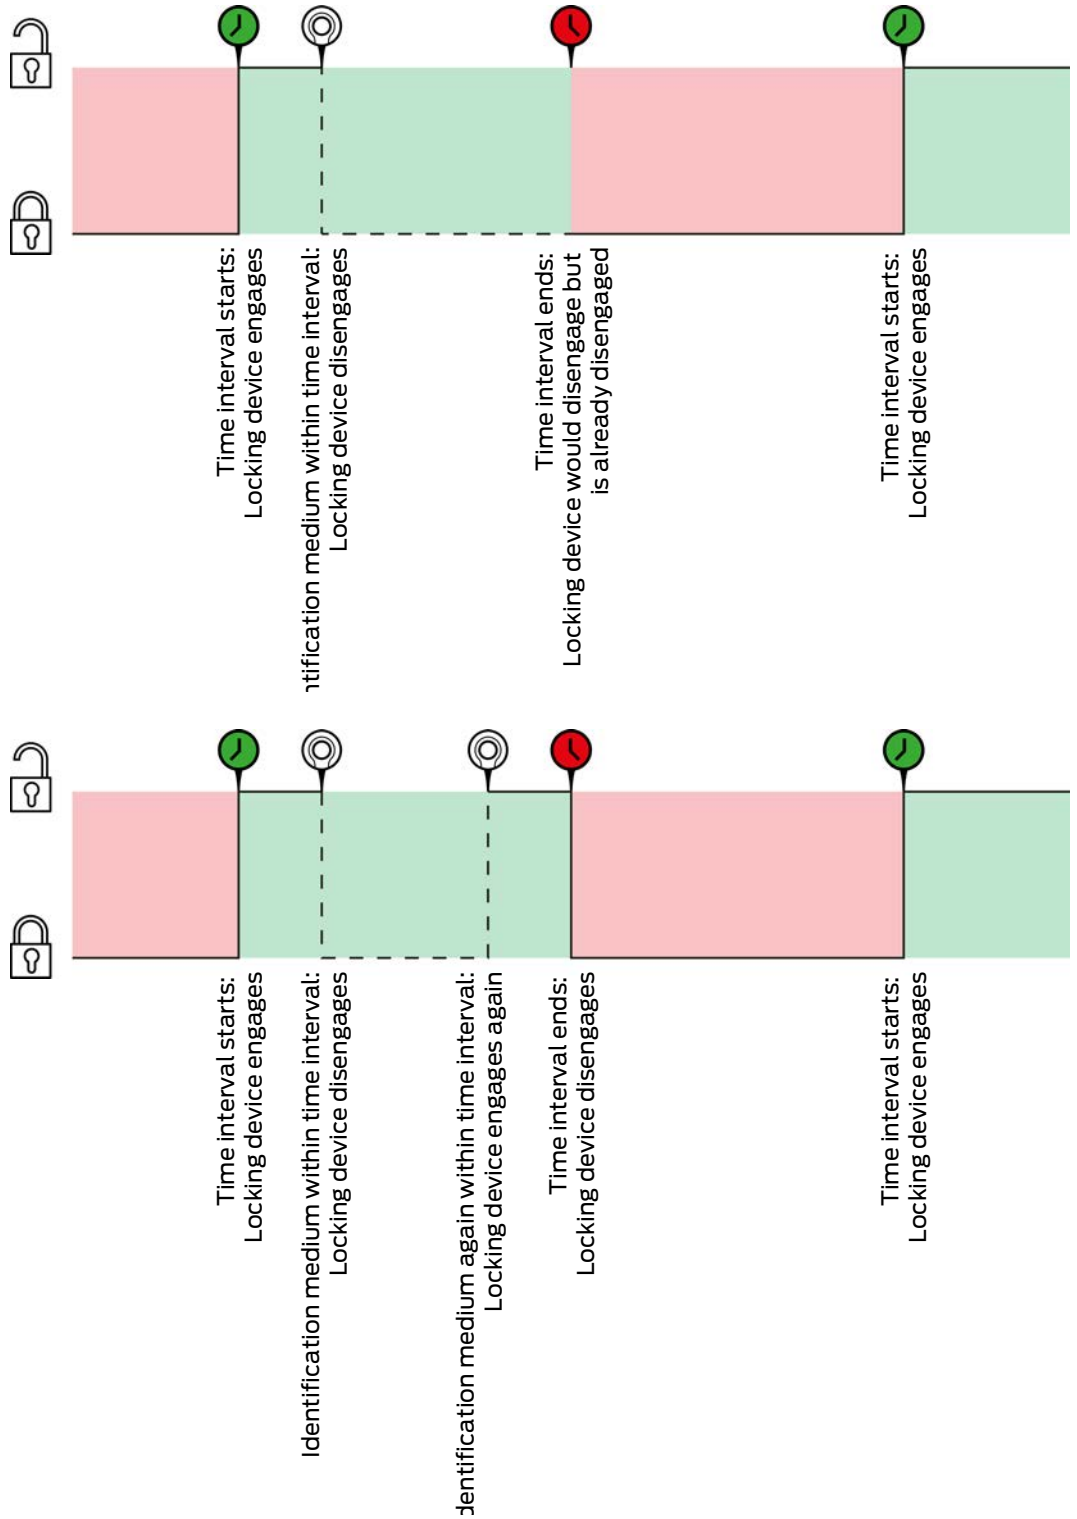 Time interval starts:
Locking device engages
medium within time interval:
Locking device disengages
Time interval ends:
Locking device would disengage but
is already disengaged
Time interval starts:
Locking device engages
Time interval starts:
Locking device engages
Identification medium within time interval:
Locking device disengages
medium again within time interval:
Locking device engages again
Time interval ends:
Locking device disengages
Time interval starts:
Locking device engages